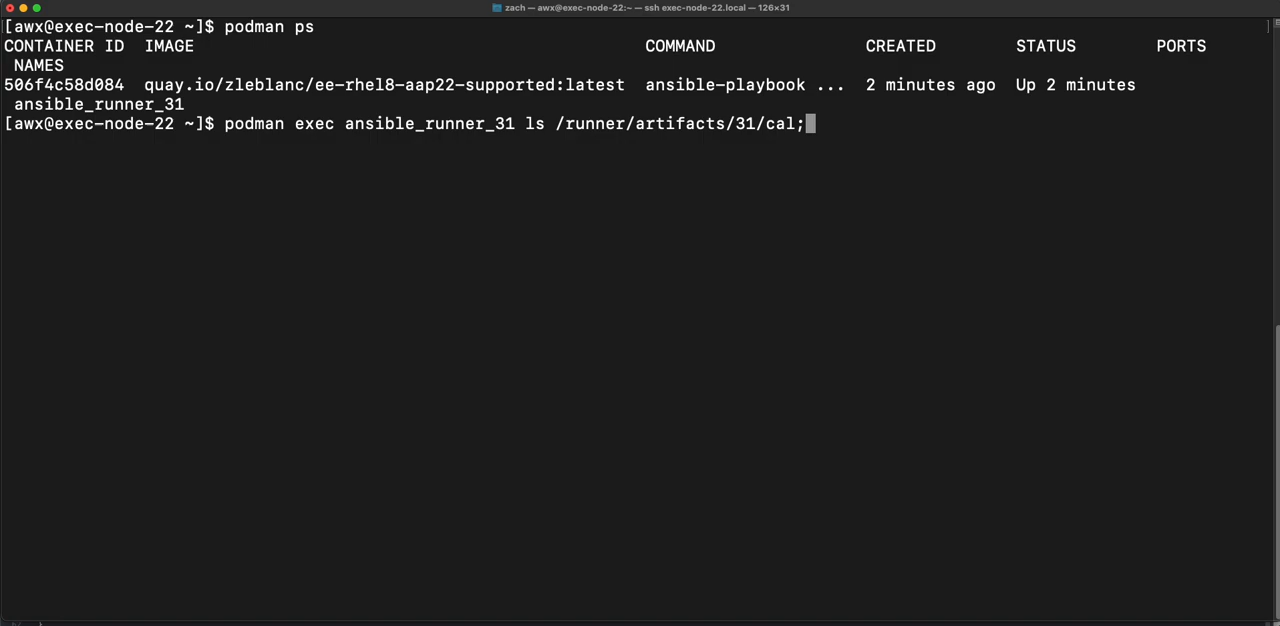 zach — awx@exec-node-22:~ — ssh exec-node-22.local — 126×31
[awx@exec-node-22 ~]$ podman ps
CONTAINER ID  IMAGE                                             COMMAND               CREATED        STATUS        PORTS
 NAMES
506f4c58d084  quay.io/zleblanc/ee-rhel8-aap22-supported:latest  ansible-playbook ...  2 minutes ago  Up 2 minutes
 ansible_runner_31
[awx@exec-node-22 ~]$ podman exec ansible_runner_31 ls /runner/artifacts/31/cal;